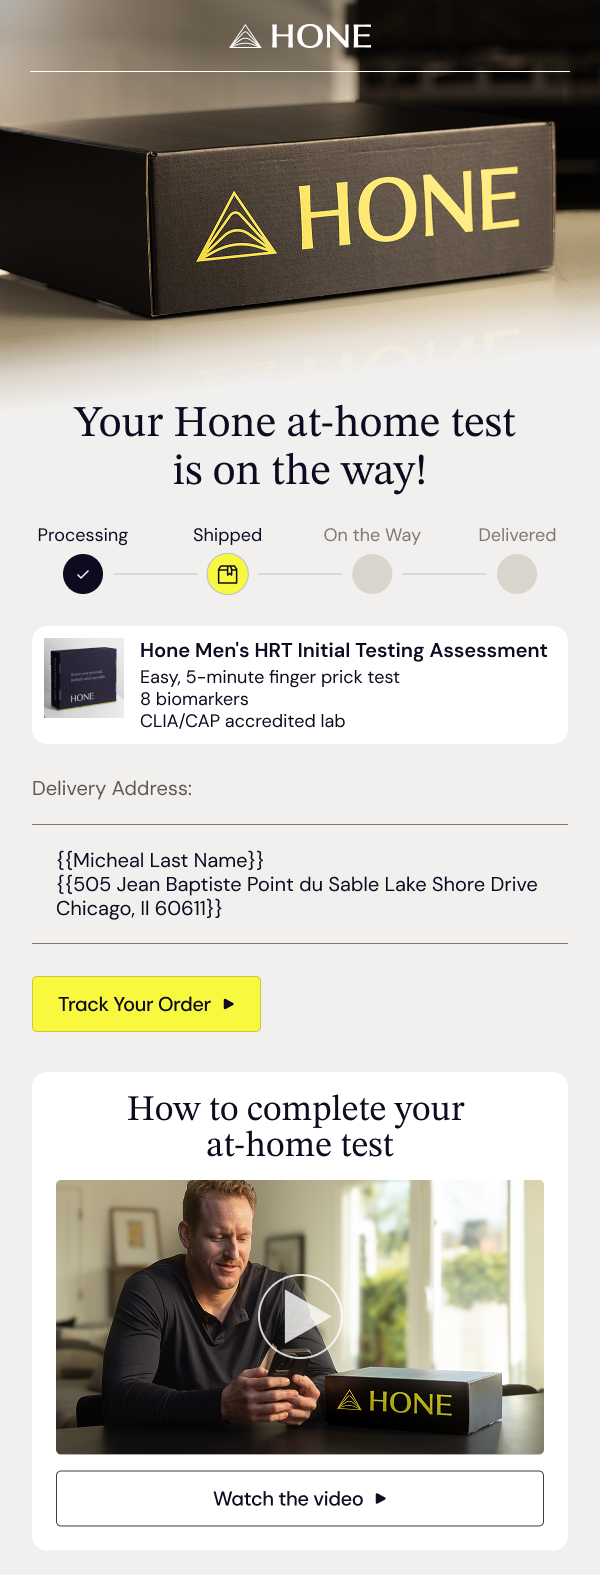 HONE
HONE
Your Hone at-home test
is on the way!
Processing
Shipped
On the Way
Delivered
HONE
Hone Men's HRT Initial Testing Assessment
Easy, 5-minute finger prick test
8 biomarkers
CLIA/CAP accredited lab
Delivery Address:
{{Micheal Last Name}}
{{505 Jean Baptiste Point du Sable Lake Shore Drive
Chicago, Il 60611}}
Track Your Order
How to complete your
at-home test
HONE
Watch the video